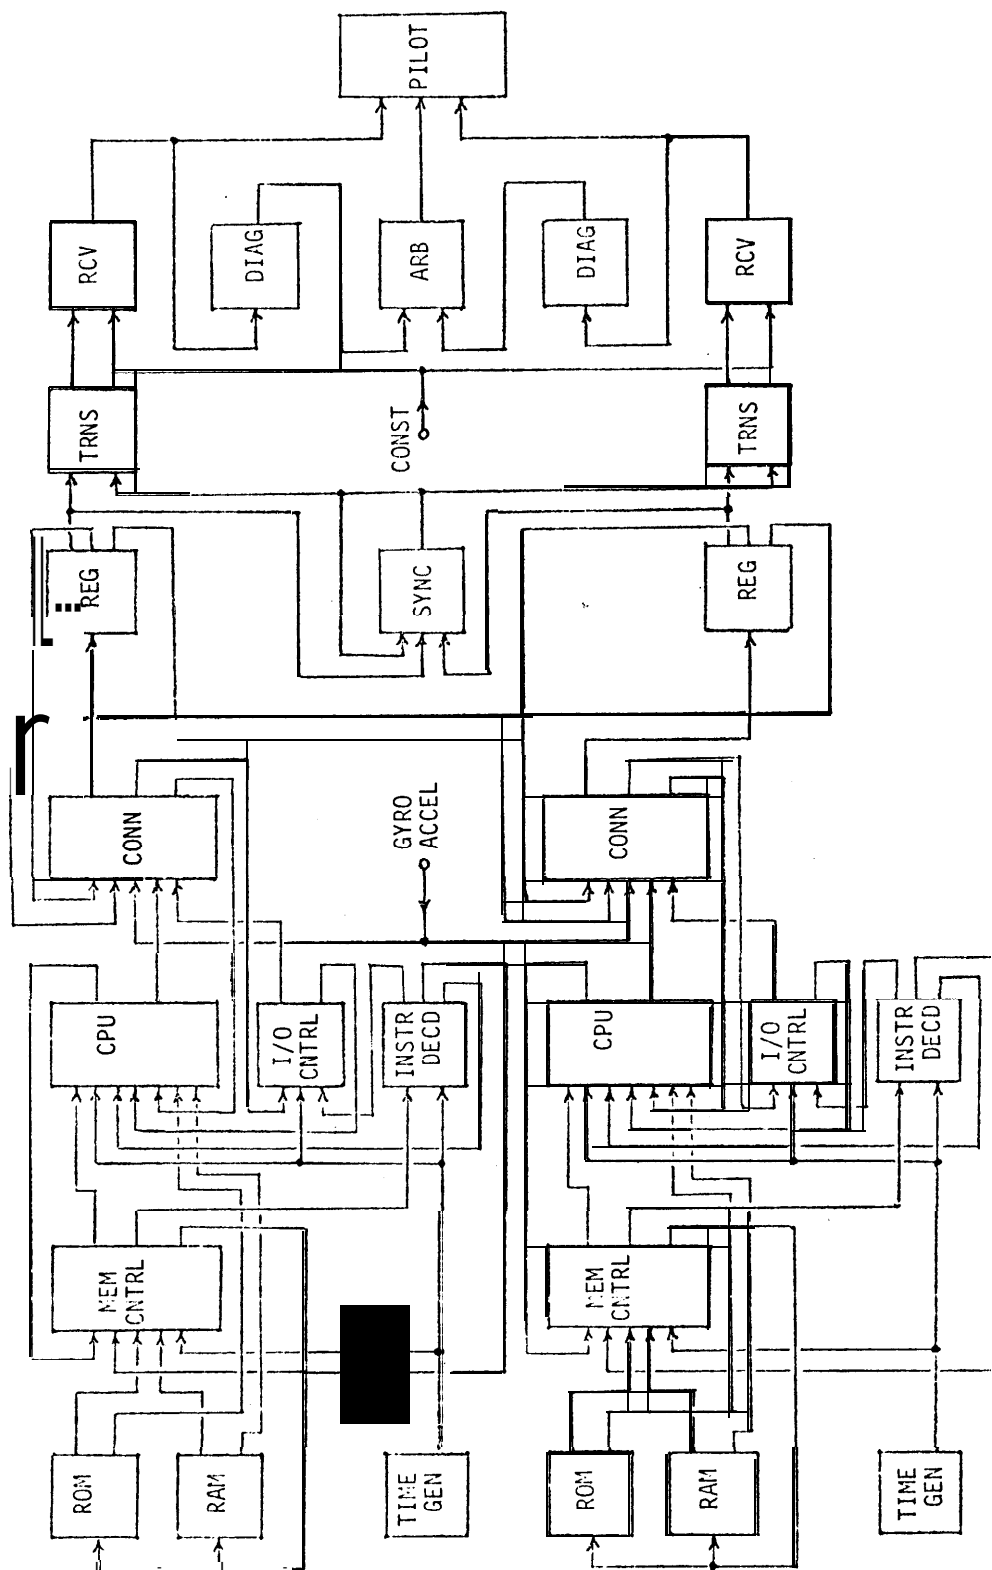 PILOT
RCV
DIAG
ARB
DIAG
RCV
TRNS
CONST
TRNS
REG
SYNC
REG
CONN
GYRO
ACCEL
CONN
CPU
I/O
CNTRL
INSTR
DECD
CPU
I/O
CNTRL
INSTR
DECD
MEM
CNTRL
MEM
CNTRL
ROM
RAM
TIME
GEN
ROM
RAM
TIME
GEN